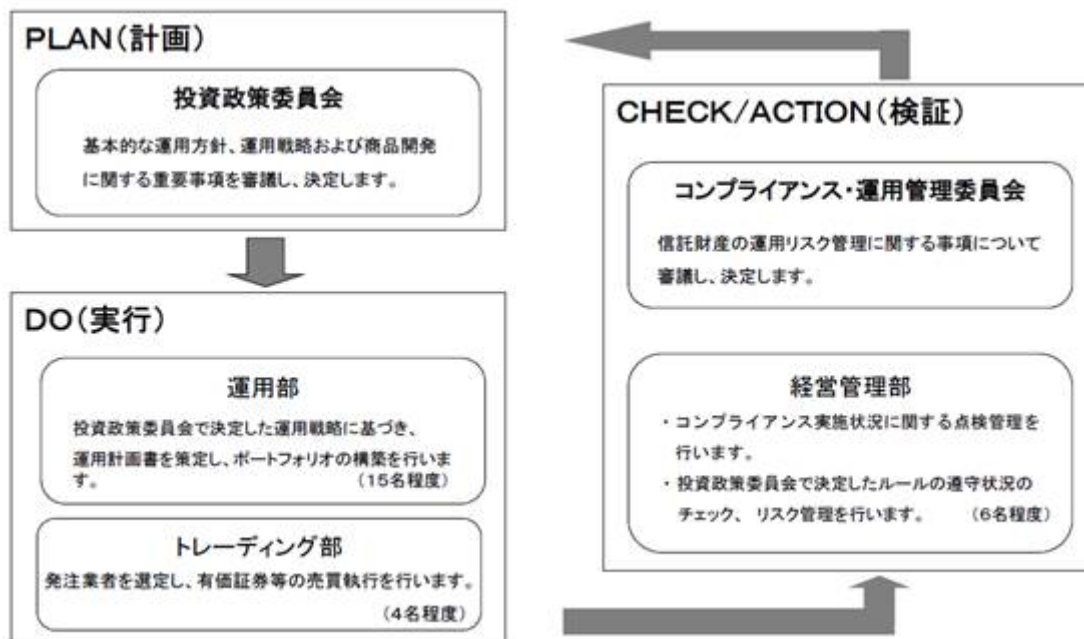 PLAN(計画)
投資政策委員会
基本的な運用方針、運用戦略および商品開発
に関する重要事項を審議し、決定します。
DO(実行)
運用部
投資政策委員会で決定した運用戦略に基づき、
運用計画書を策定し、ポートフォリオの構築を行いま
す。 (15名程度)
トレーディング部
発注業者を選定し、有価証券等の売買執行を行います。
(4名程度)
CHECK/ACTION(検証)
コンプライアンス・運用管理委員会
信託財産の運用リスク管理に関する事項について
審議し、決定します。
経営管理部
・コンプライアンス実施状況に関する点検管理を
行います。
・投資政策委員会で決定したルールの遵守状況の
チェック、 リスク管理を行います。 (6名程度)